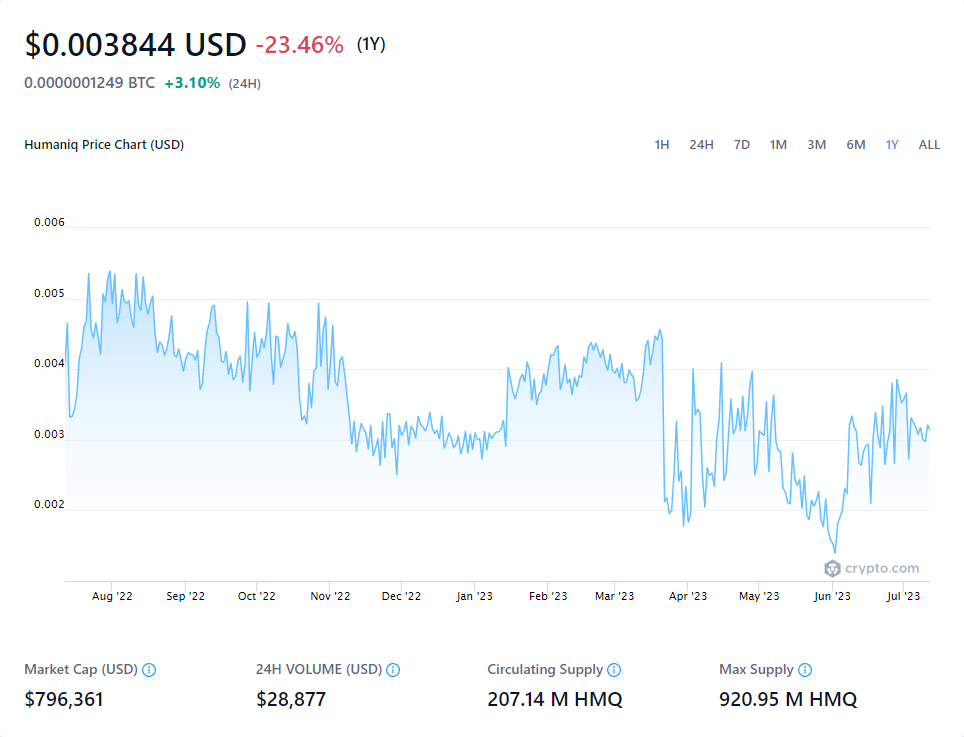 $0.003844 USD -23.46% (1Y)
0.0000001249 BTC +3.10% (24H)
Humaniq Price Chart (USD) 1H 24H 7D 1M 3M 6M 1Y ALL
0.006
0.005
0.004
0.003
0.002
crypto.com
Aug '22 Sep '22 Oct '22 Nov '22 Dec '22 Jan '23 Feb '23 Mar '23 Apr '23 May '23 Jun '23 Jul '23
Market Cap (USD) 24H VOLUME (USD) Circulating Supply Max Supply
$796,361 $28,877 207.14 M HMQ 920.95 M HMQ